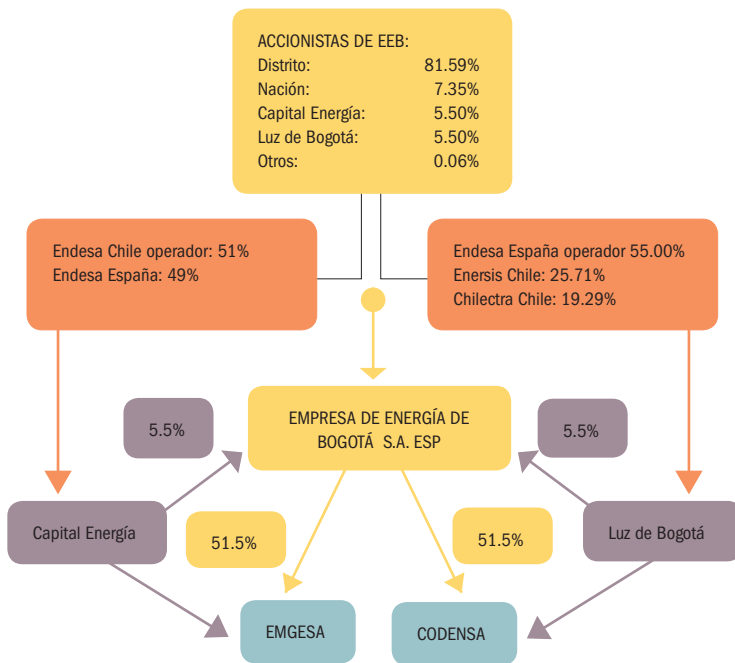 ACCIONISTAS DE EEB:
Distrito: 81.59%
Nación: 7.35%
Capital Energía: 5.50%
Luz de Bogotá: 5.50%
Otros: 0.06%
Endesa Chile operador: 51%
Endesa España: 49%
Endesa España operador 55.00%
Enersis Chile: 25.71%
Chilectra Chile: 19.29%
EMPRESA DE ENERGÍA DE
BOGOTÁ S.A. ESP
5.5%
5.5%
Capital Energía
51.5%
51.5%
Luz de Bogotá
EMGESA
CODENSA